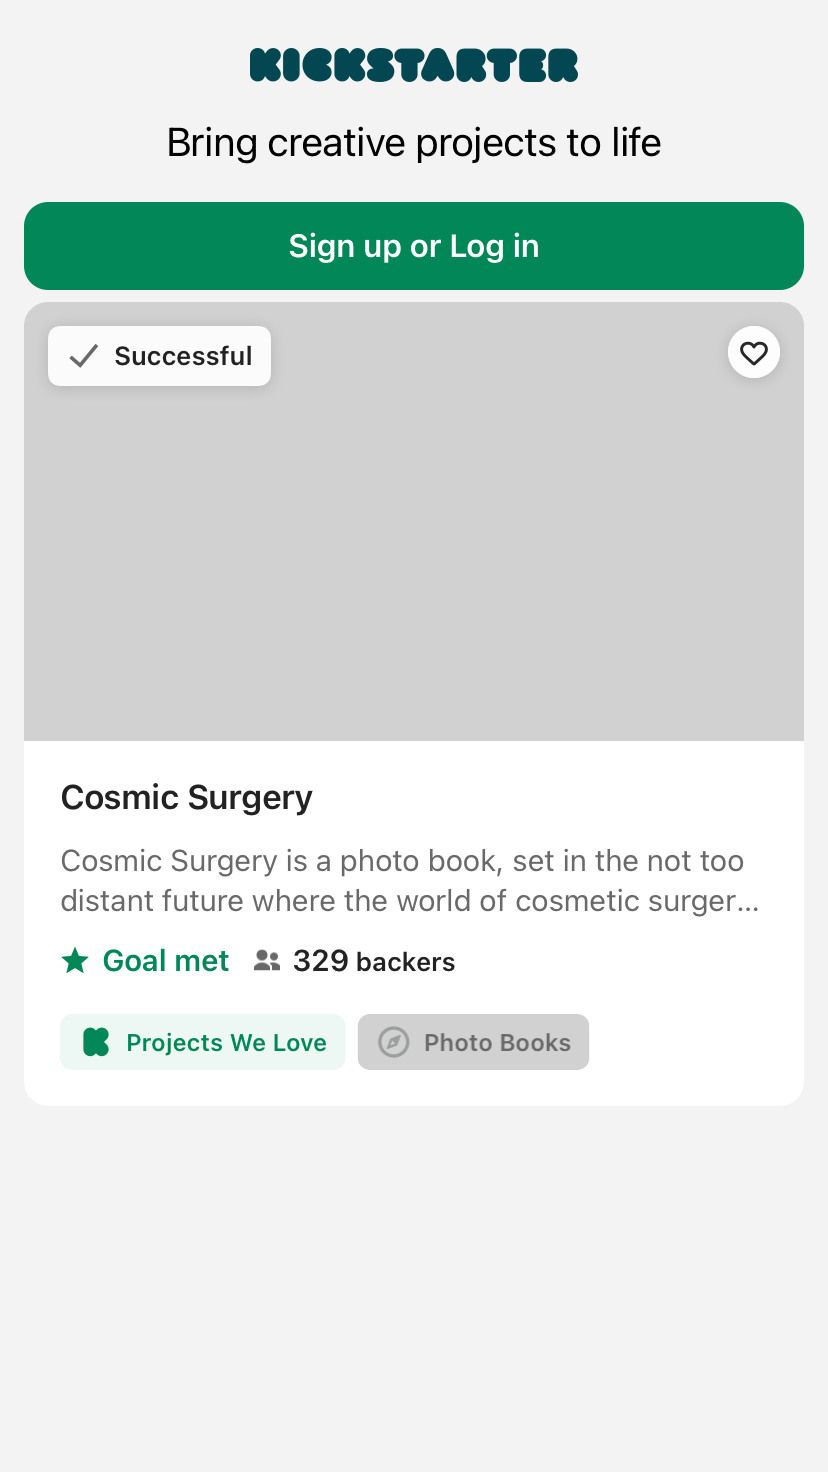 KICKSTARTER
Bring creative projects to life
Sign up or Log in
Successful
Cosmic Surgery
Cosmic Surgery is a photo book, set in the not too
distant future where the world of cosmetic surger...
Goal met 329 backers
Projects We Love Photo Books